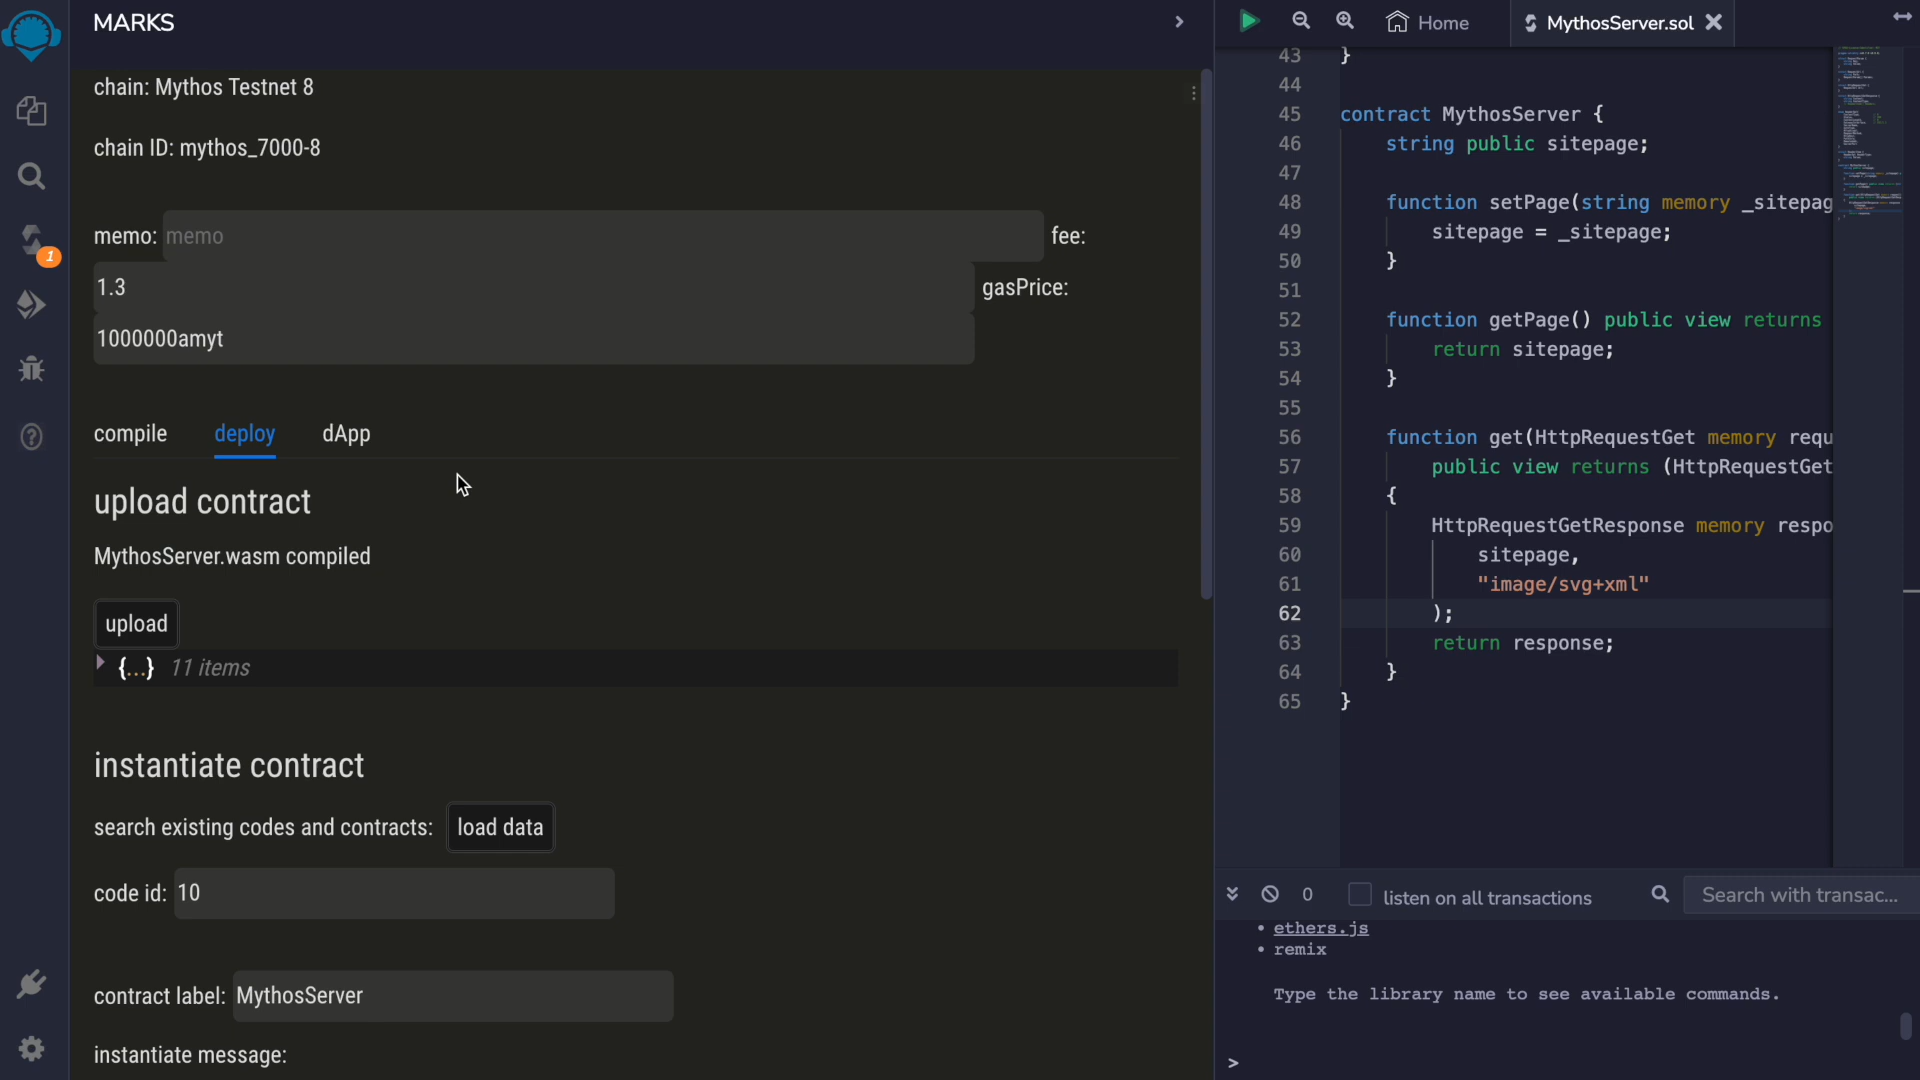 MARKS
chain: Mythos Testnet 8
chain ID: mythos_7000-8
memo: memo fee:
1.3 gasPrice:
1000000amyt
compile deploy dApp
upload contract
MythosServer.wasm compiled
upload
{...} 11 items
instantiate contract
search existing codes and contracts: load data
code id: 10
contract label: MythosServer
instantiate message:
1
Home MythosServer.sol
43 }
44
45 contract MythosServer {
46 string public sitepage;
47
48 function setPage(string memory _sitepag
49 sitepage = _sitepage;
50 }
51
52 function getPage() public view returns
53 return sitepage;
54 }
55
56 function get(HttpRequestGet memory requ
57 public view returns (HttpRequestGet
58 {
59 HttpRequestGetResponse memory respo
60 sitepage,
61 "image/svg+xml"
62 );
63 return response;
64 }
65 }
0 listen on all transactions Search with transac...
• ethers.js
• remix
Type the library name to see available commands.
>